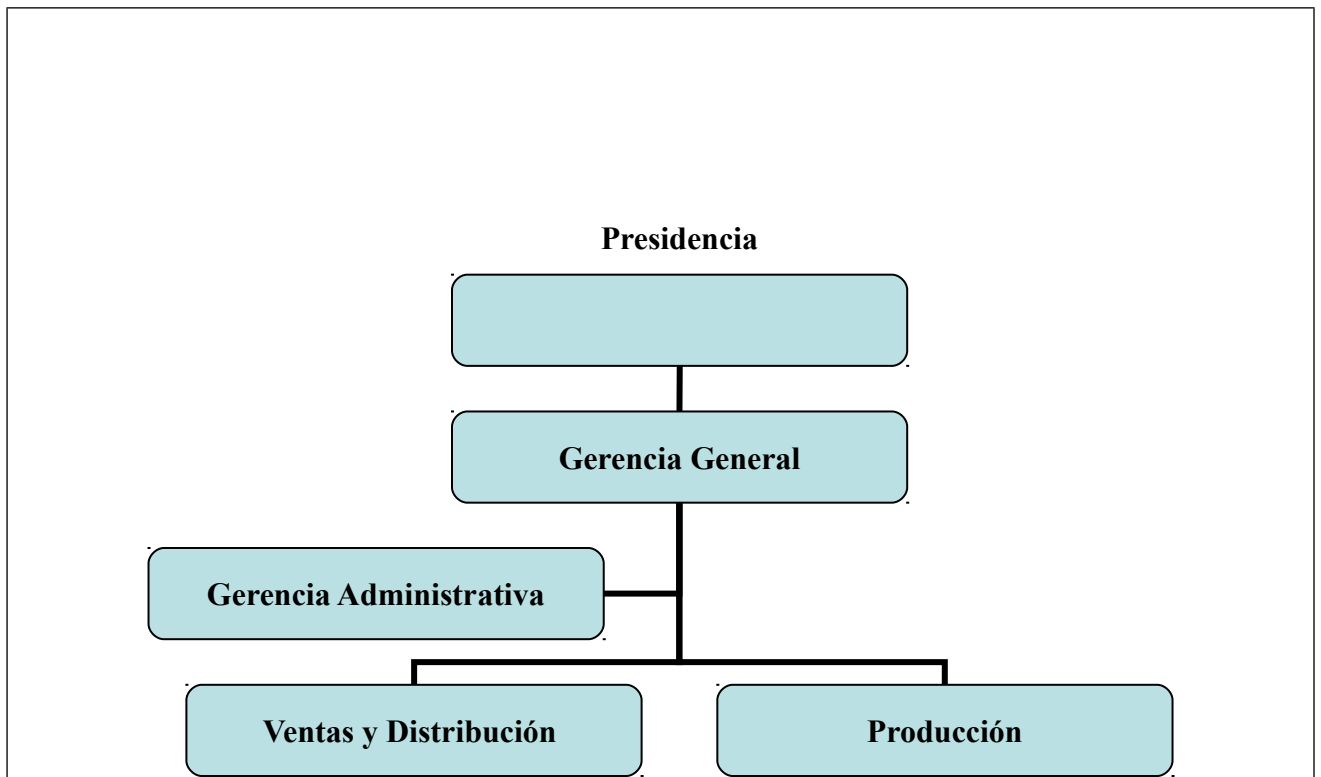 Presidencia
Gerencia General
Gerencia Administrativa
Ventas y Distribución
Producción